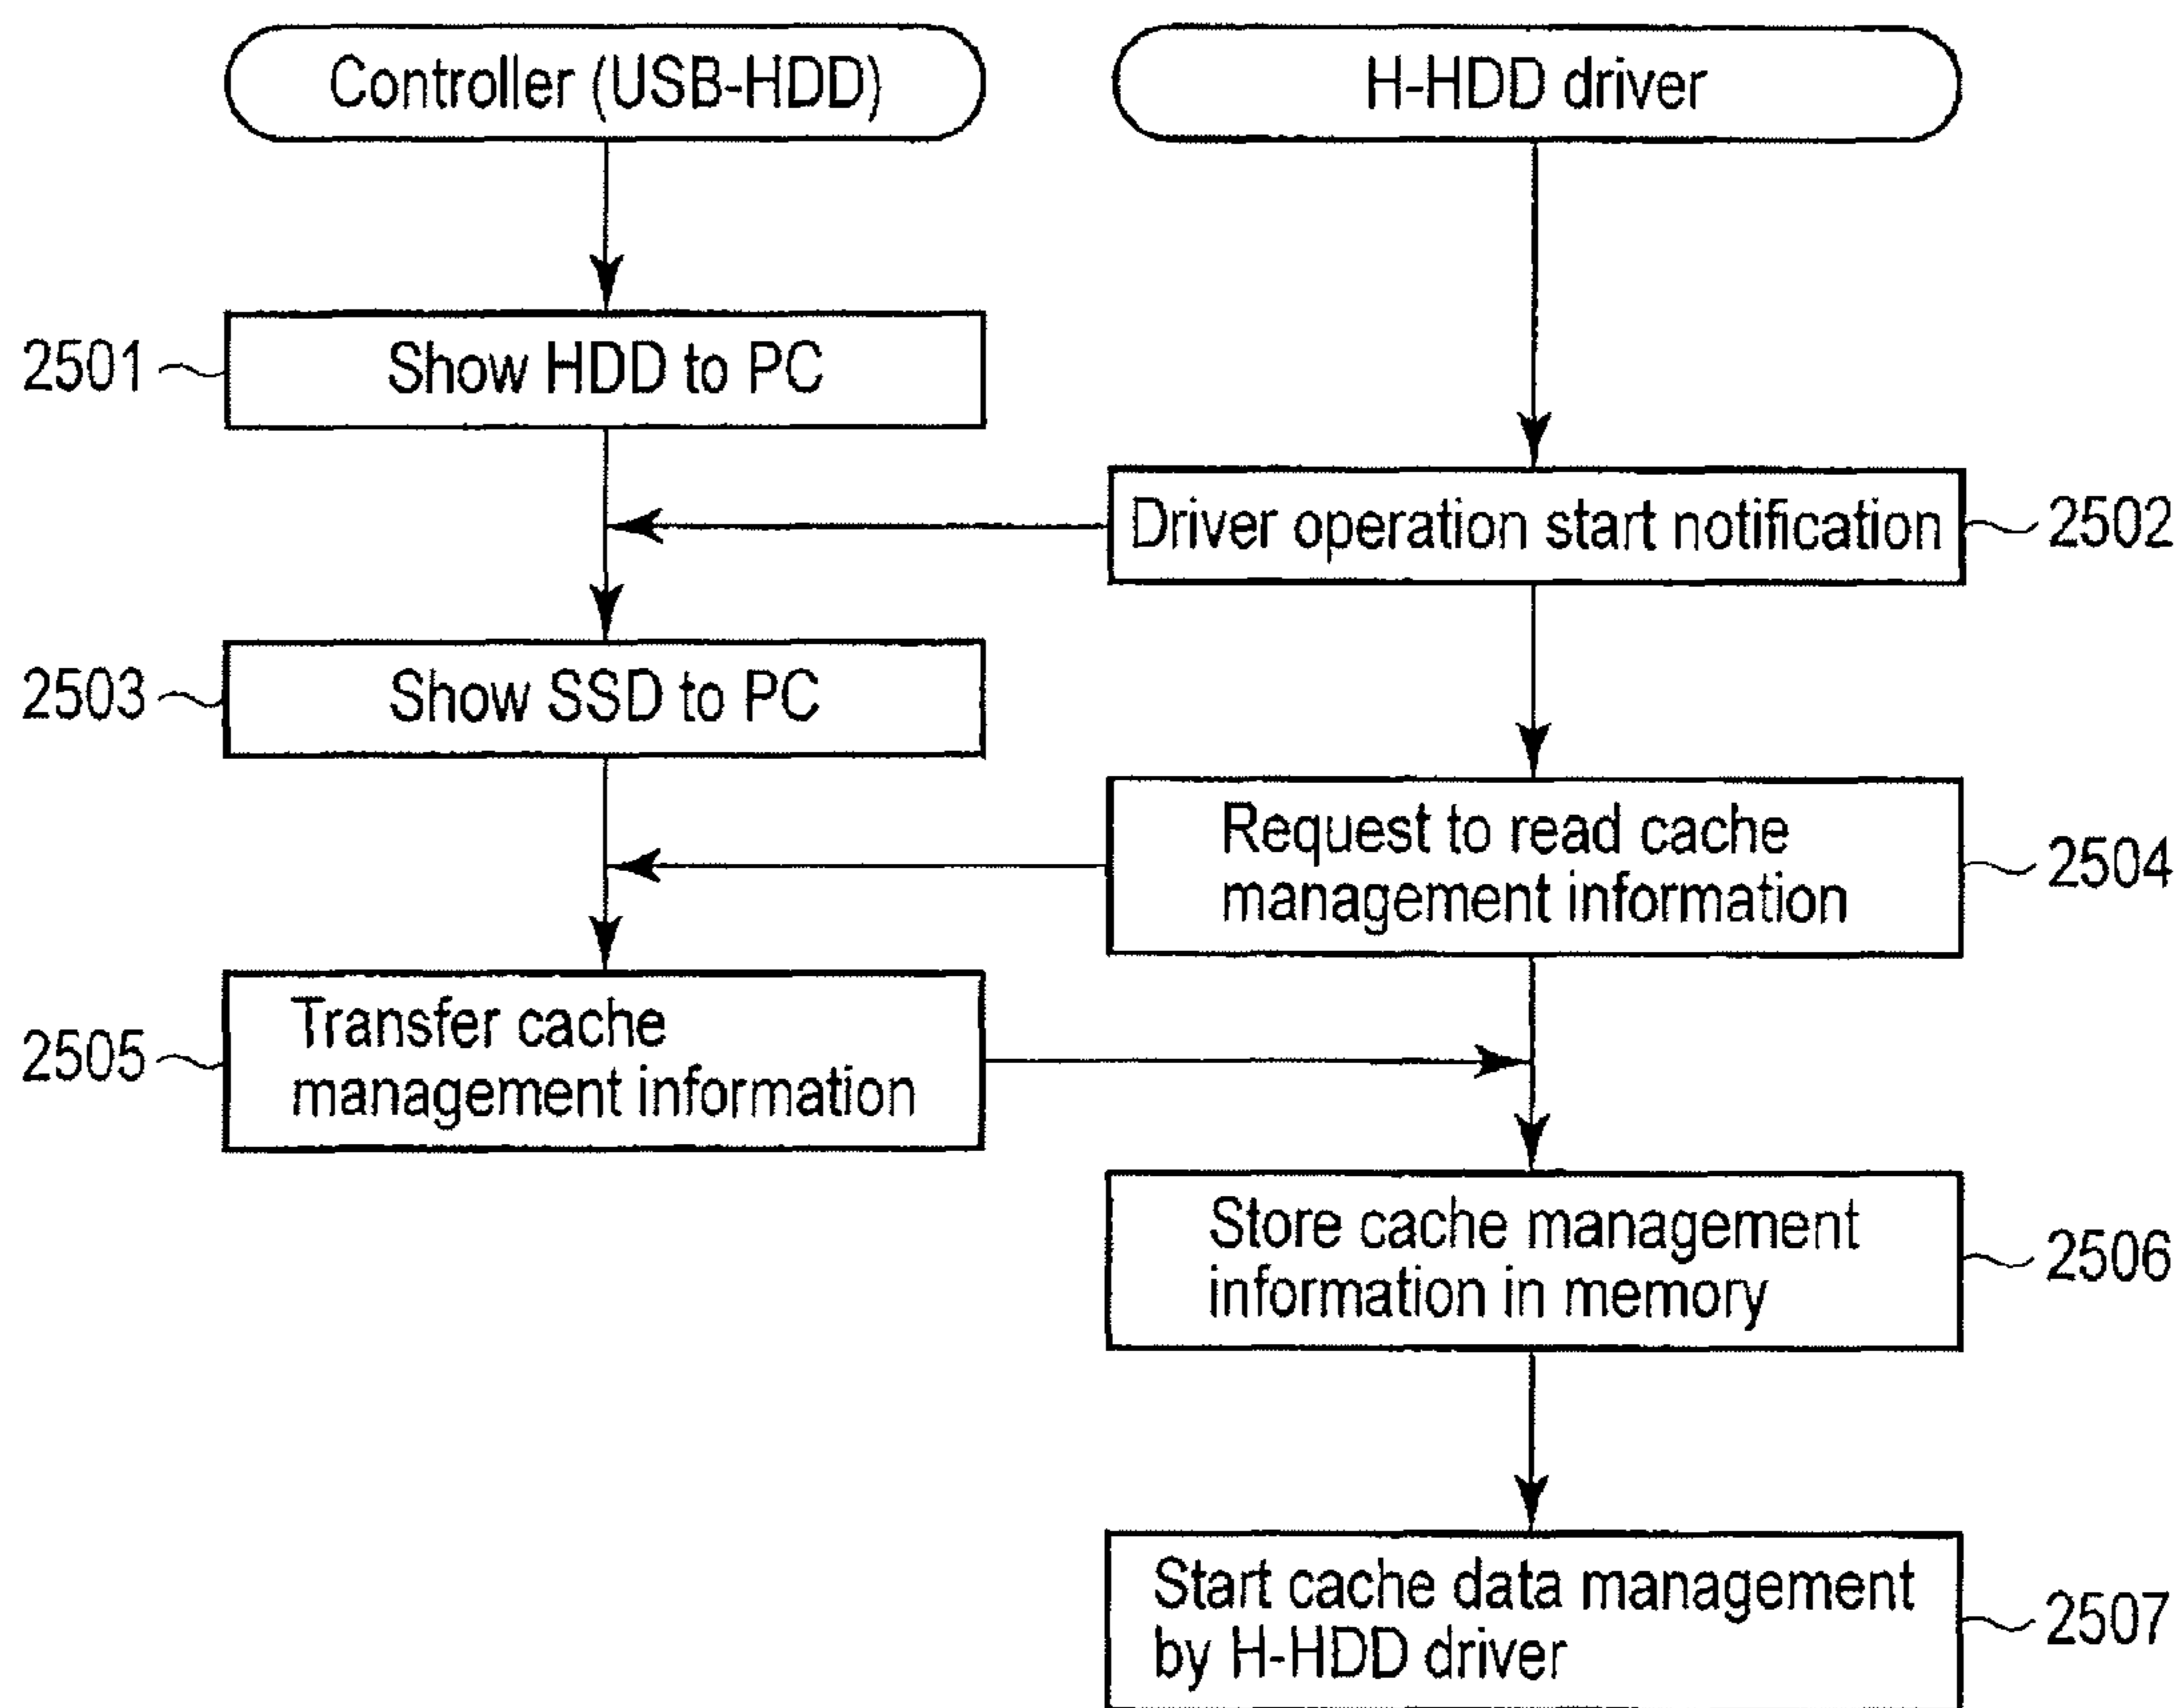 Controller (USB-HDD)
H-HDD driver
2501
Show HDD to PC
Driver operation start notification
2502
2503
Show SSD to PC
Request to read cache
management information
2504
2505
Transfer cache
management information
Store cache management
information in memory
2506
Start cache data management
by H-HDD driver
2507